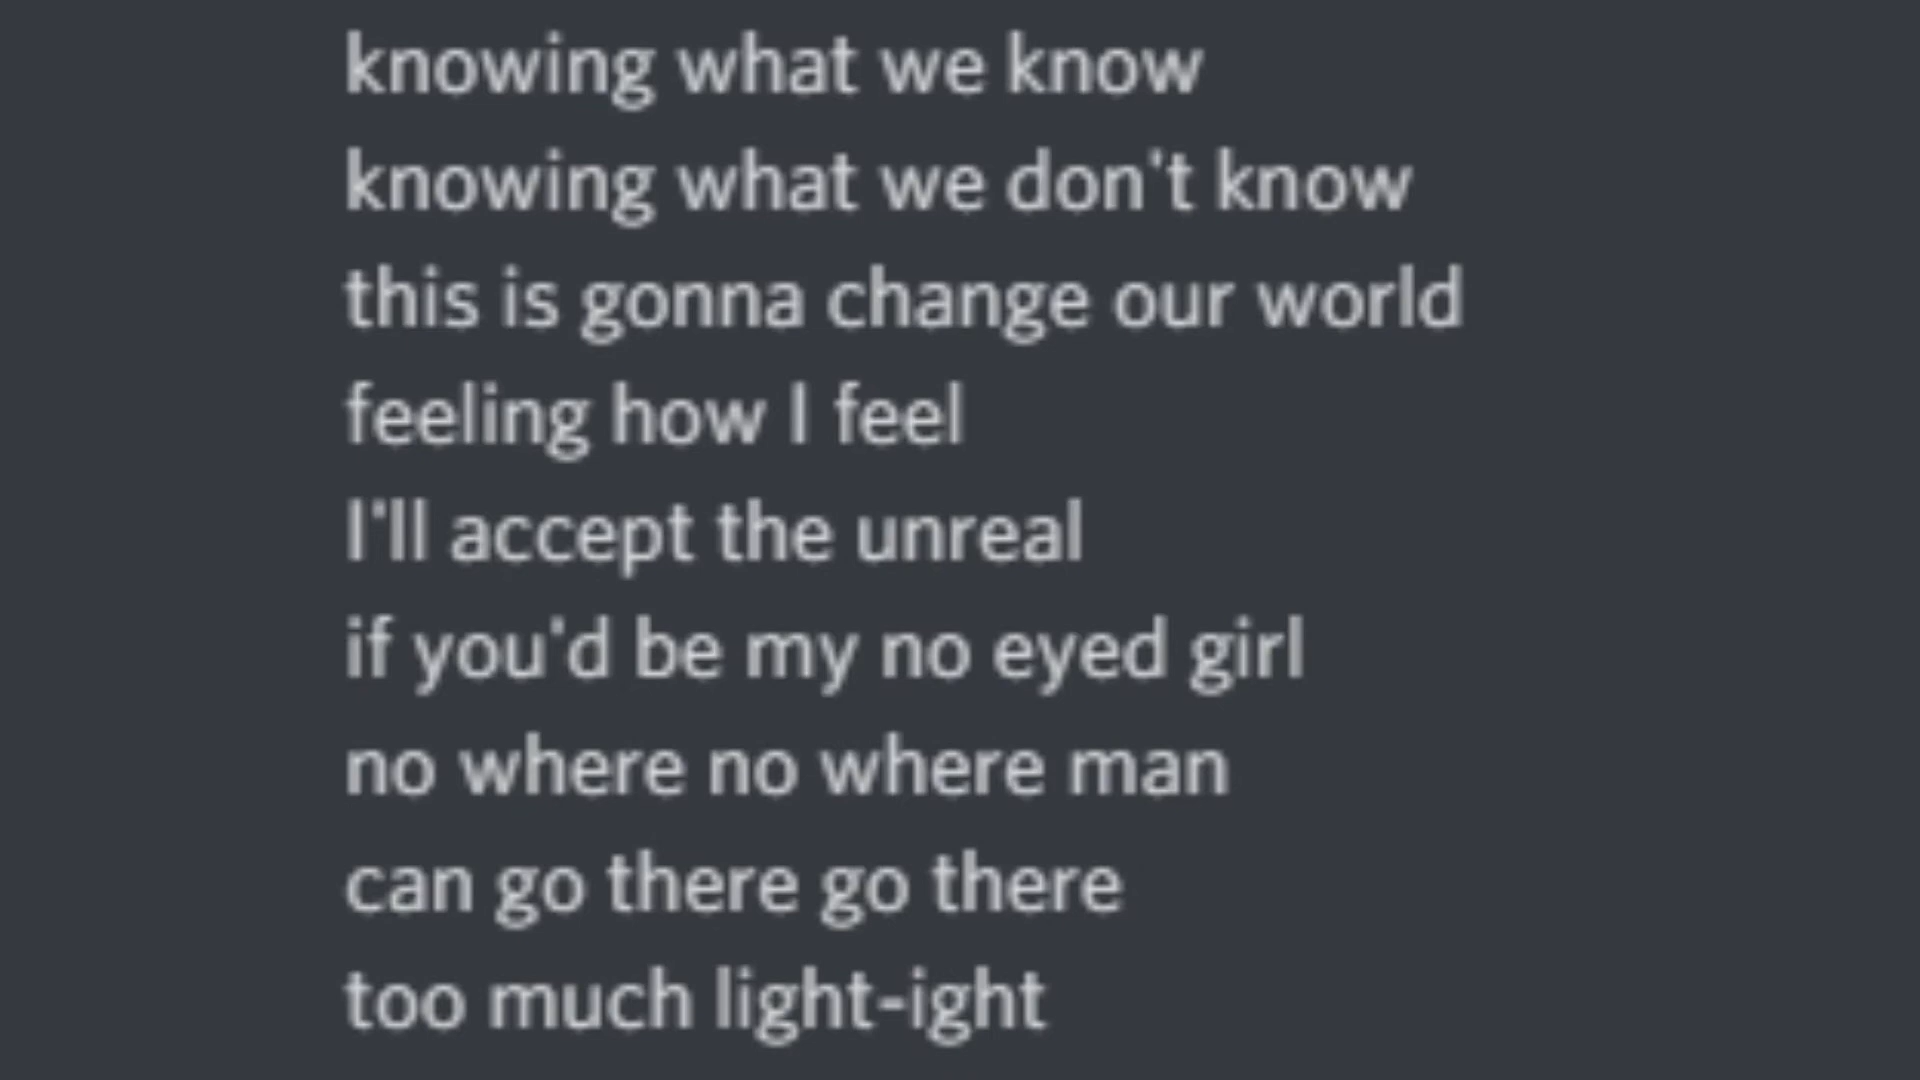 knowing what we know
knowing what we don't know
this is gonna change our world
feeling how I feel
I'll accept the unreal
if you'd be my no eyed girl
no where no where man
can go there go there
too much light-ight